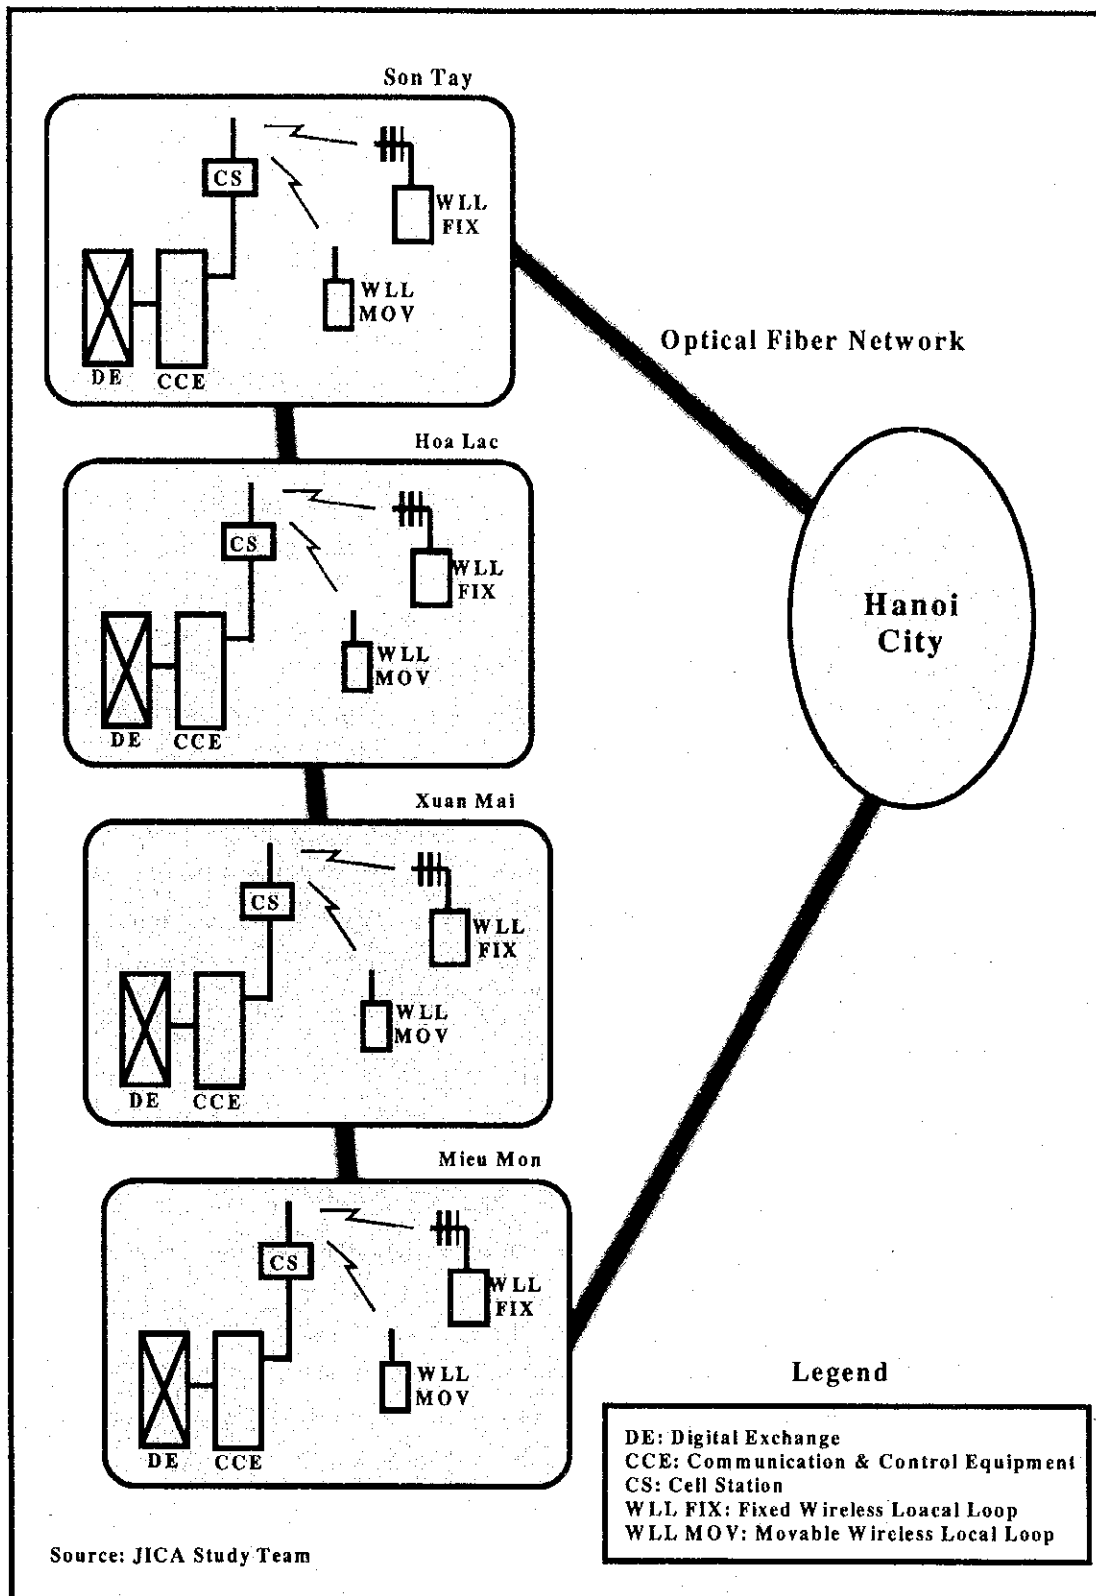 Son Tay
CS
WLL
FIX
WLL
MOV
DE
CCE
Optical Fiber Network
Hoa Lac
CS
WLL
FIX
WLL
MOV
DE
CCE
Hanoi
City
Xuan Mai
CS
WLL
FIX
WLL
MOV
DE
CCE
Mieu Mon
CS
WLL
FIX
WLL
MOV
DE
CCE
Legend
DE: Digital Exchange
CCE: Communication & Control Equipment
CS: Cell Station
WLL FIX: Fixed Wireless Loacal Loop
WLL MOV: Movable Wireless Local Loop
Source: JICA Study Team